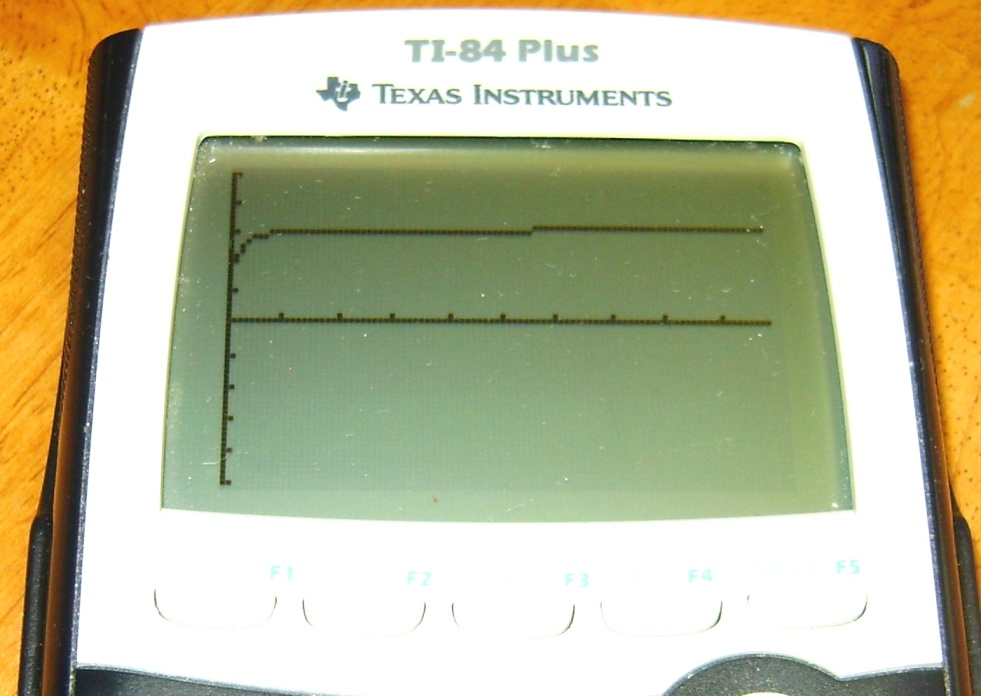 TI-84 Plus
TEXAS INSTRUMENTS
F1 F2 F3 F4 F5